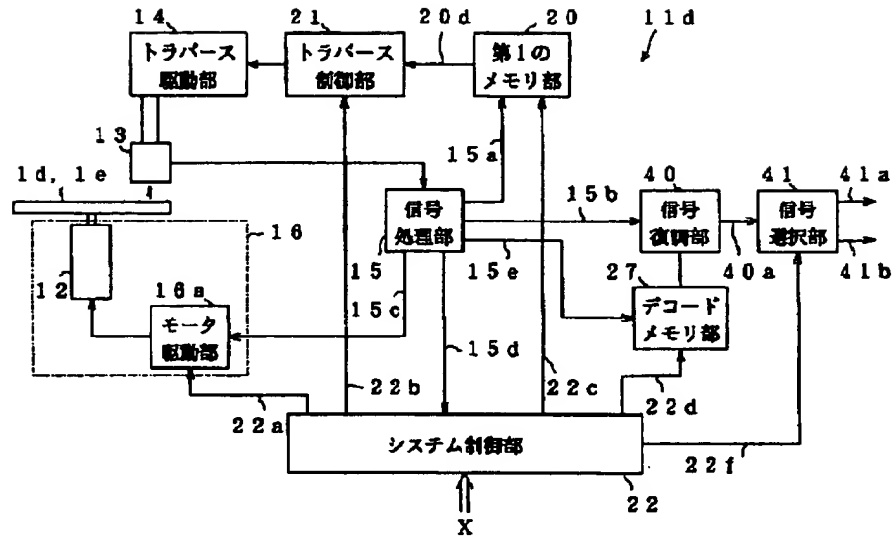 14
21
20d
20
11d
トラバース
駆動部
トラバース
制御部
第1の
メモリ部
13
15a
1d, 1e
15b
40
41
41a
信号
処理部
信号
復調部
信号
選択部
16
15
15e
27
40a
41b
12
16a
15c
デコード
メモリ部
モータ
駆動部
15d
22a
22b
22c
22d
システム制御部
22f
22
X